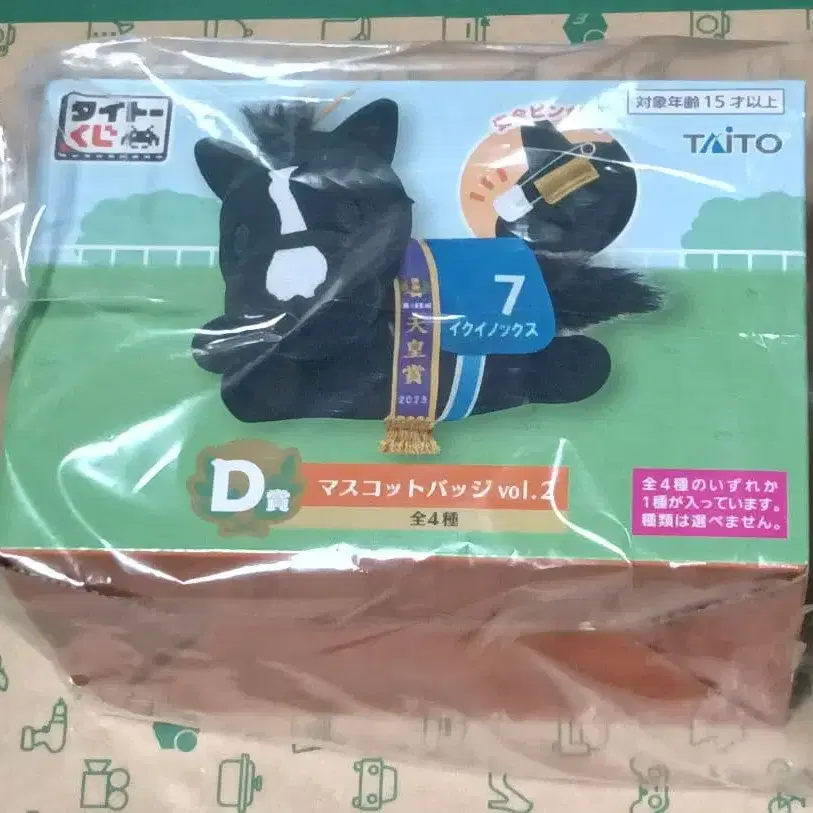 タイトー
くじ
対象年齢15才以上
TAITO
7
イクイノックス
天皇賞
2023
D賞
マスコットバッジ vol.2
全4種
全4種のいずれか
1種が入っています。
種類は選べません。